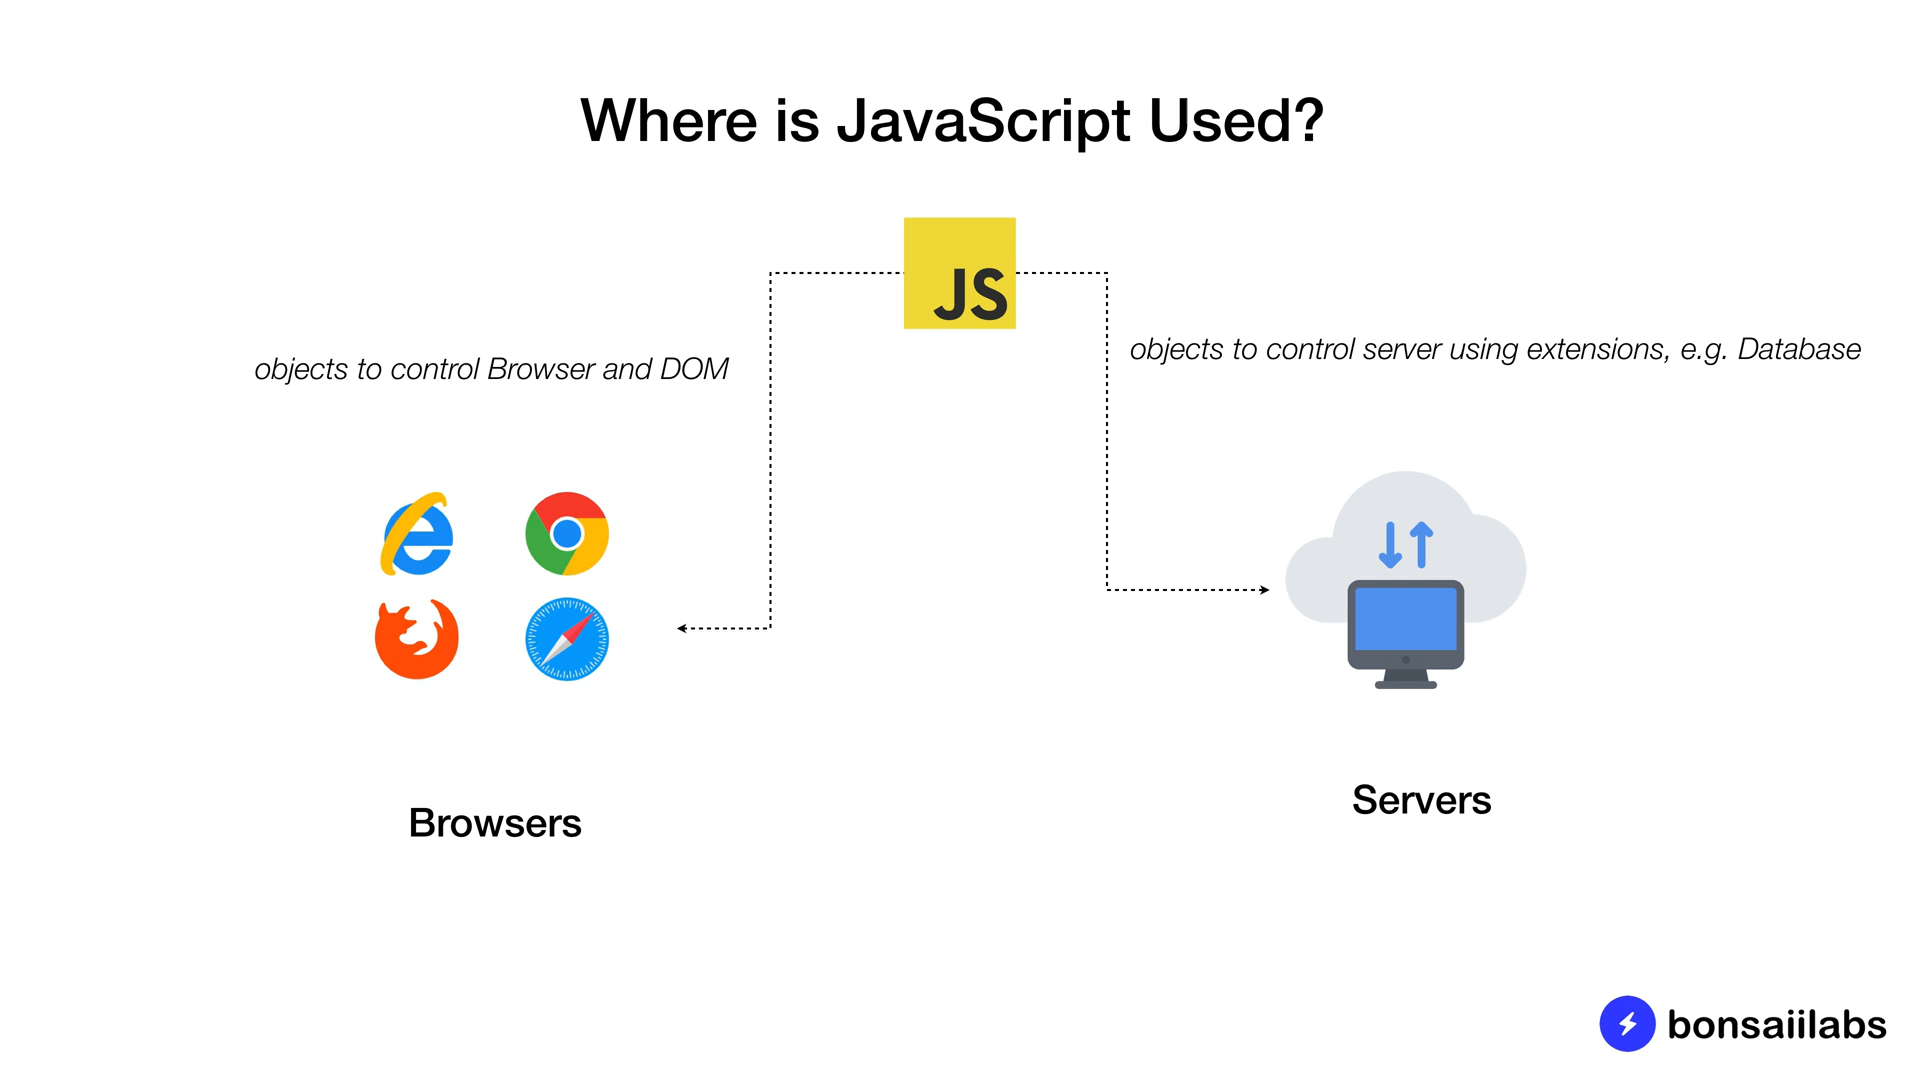 Where is JavaScript Used?
JS
objects to control Browser and DOM
objects to control server using extensions, e.g. Database
Browsers
Servers
bonsaiilabs